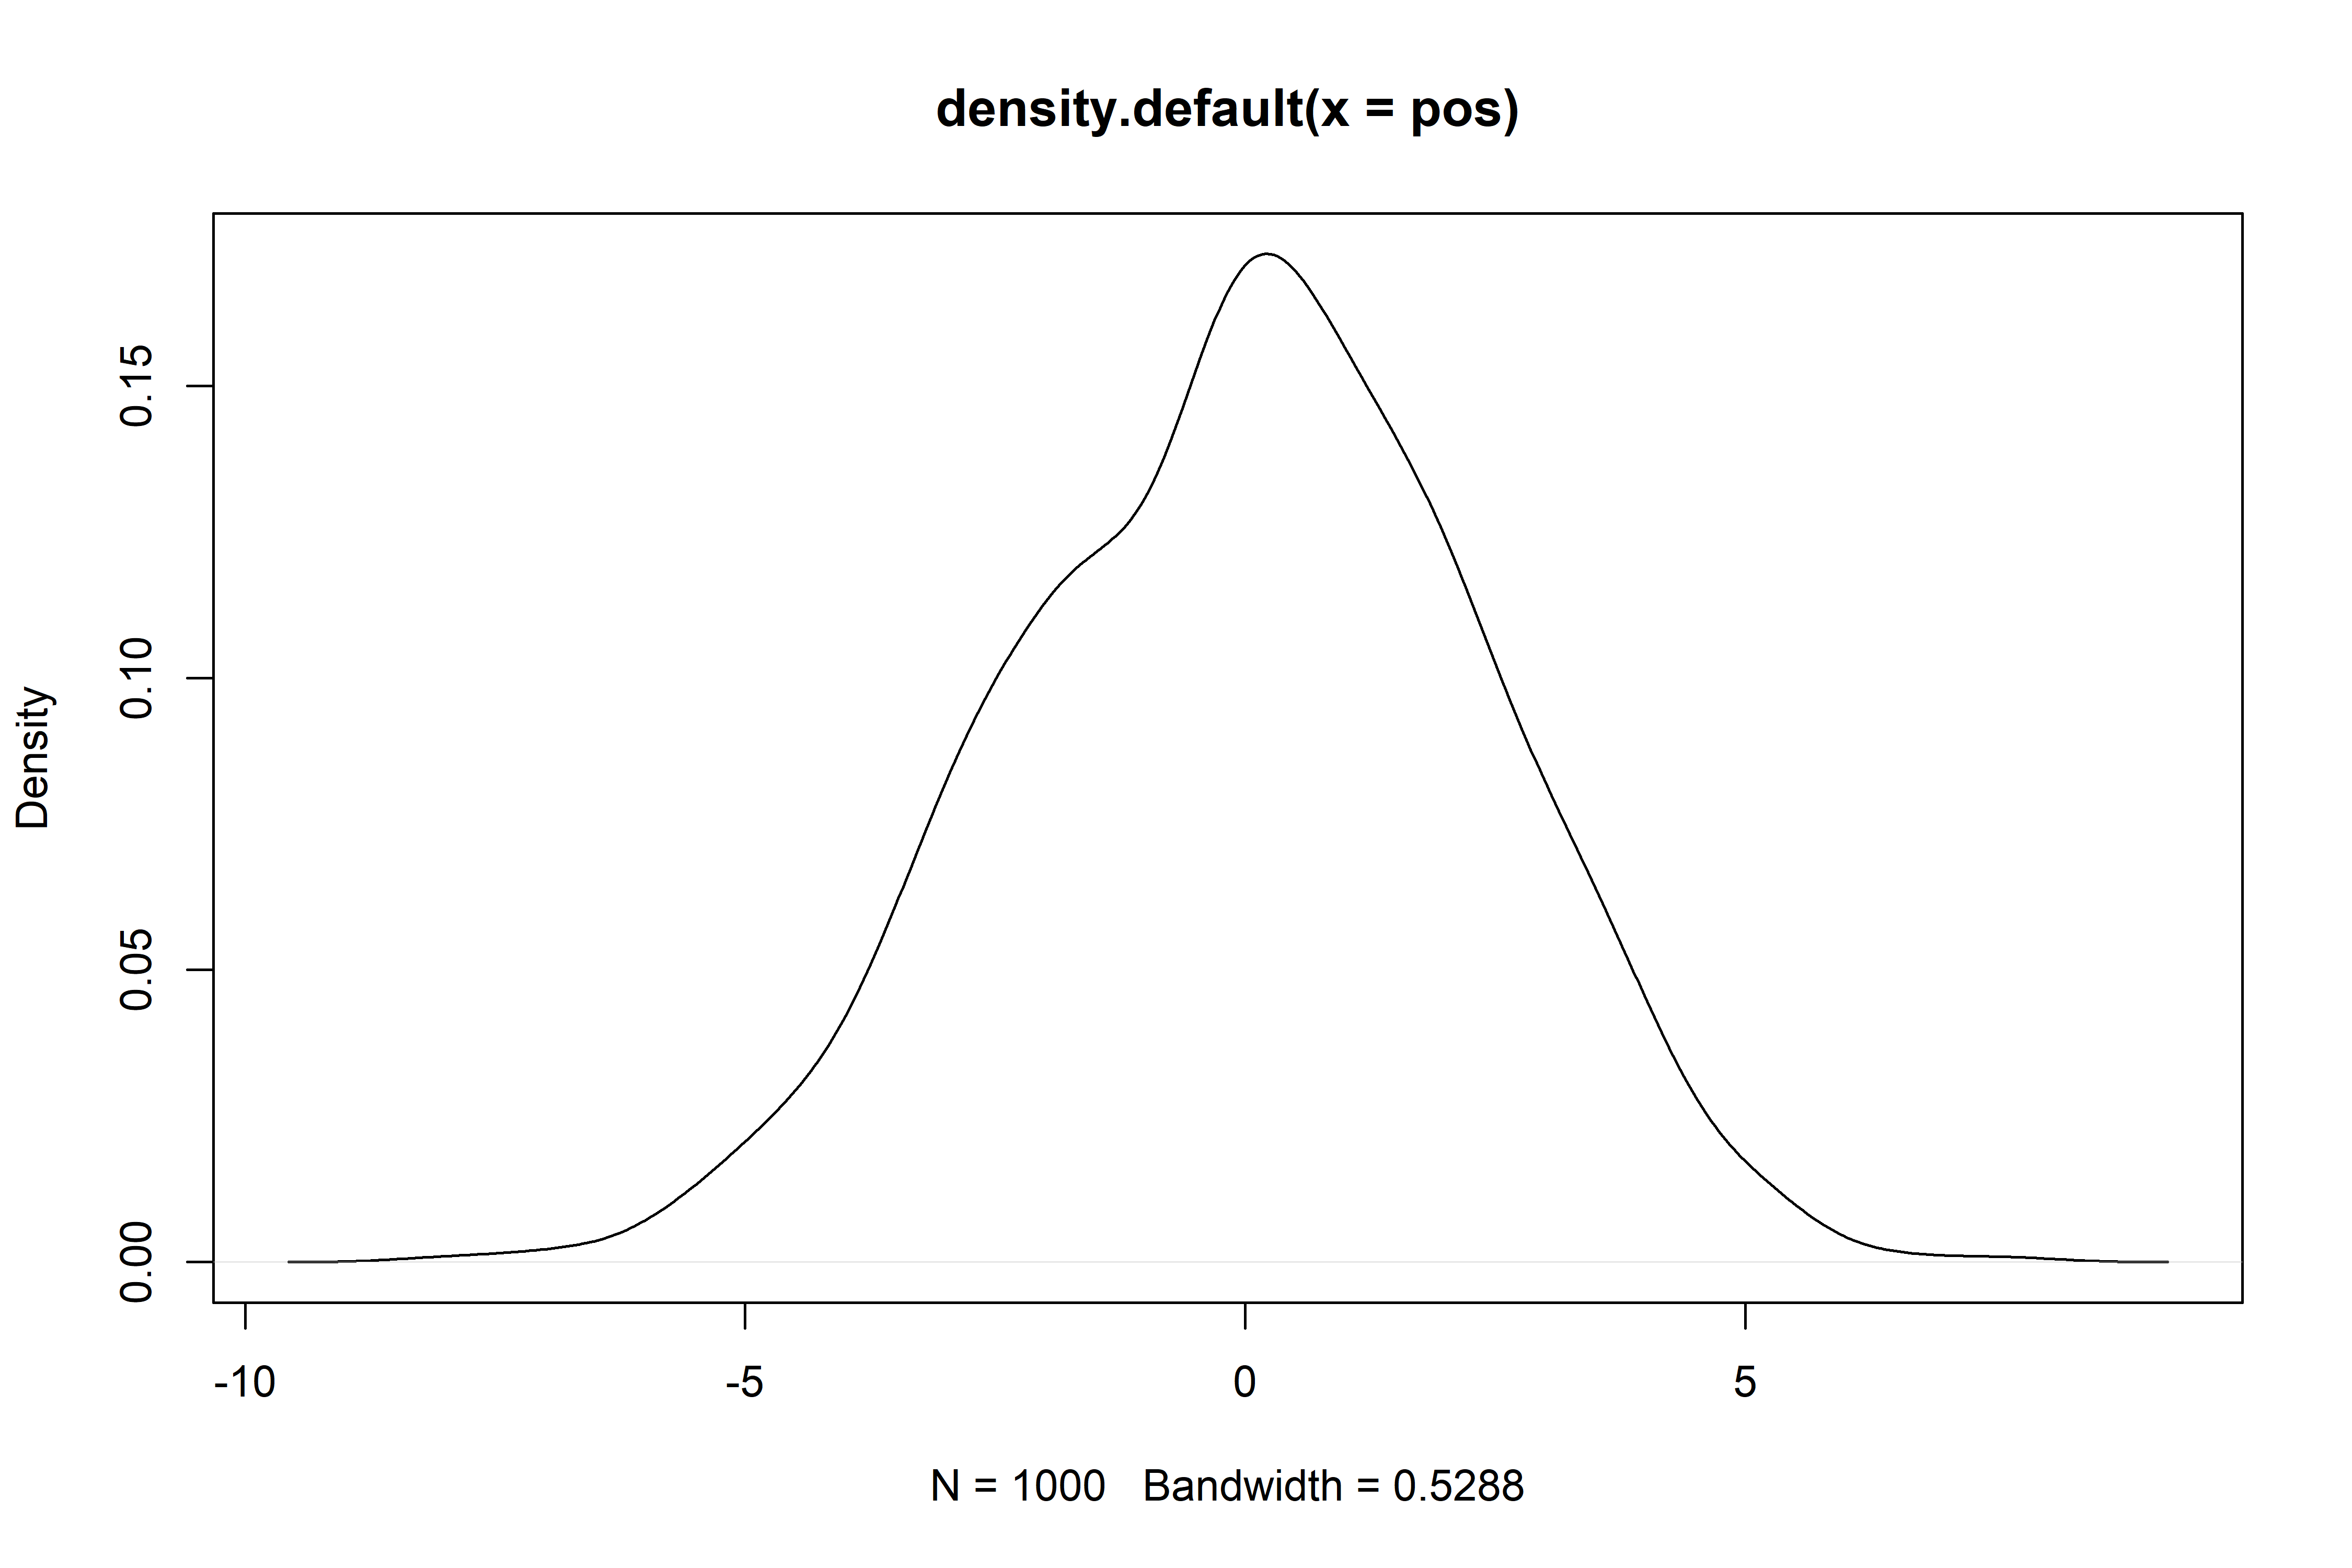 density.default(x = pos)
Density
0.15
0.10
0.05
0.00
-10 -5 0 5
N = 1000 Bandwidth = 0.5288